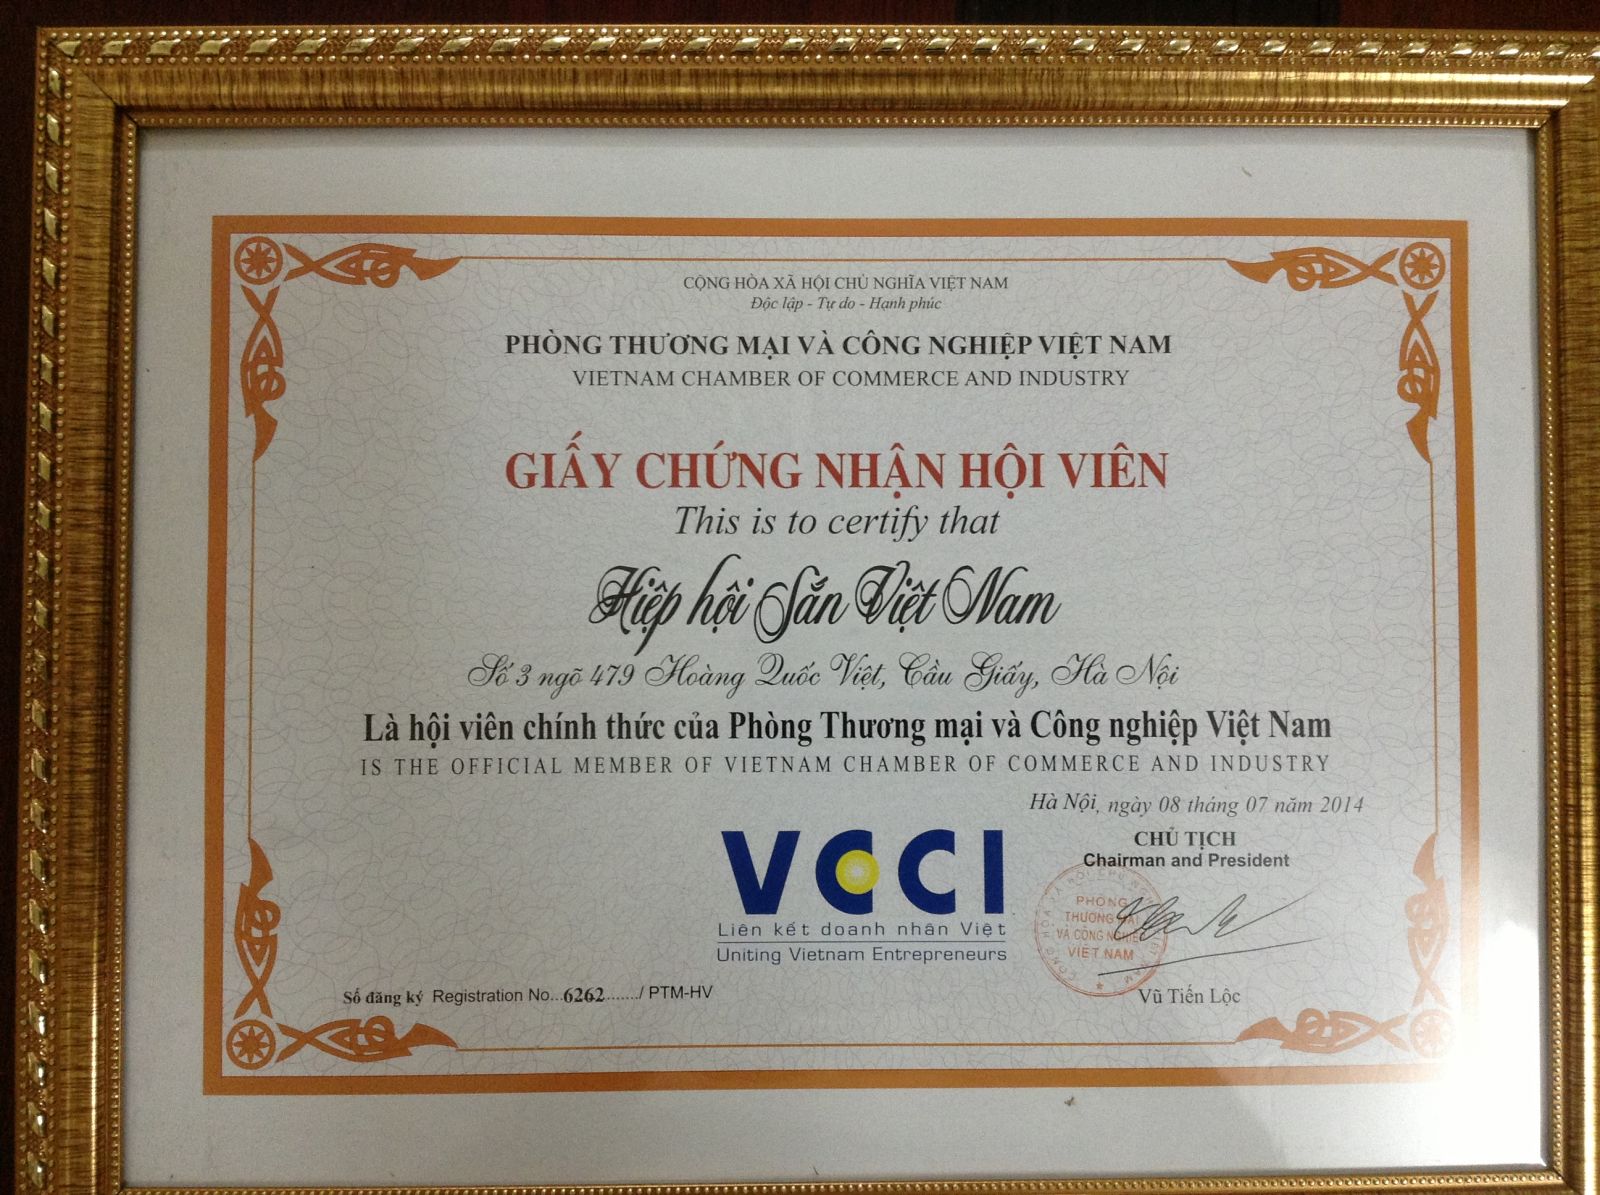 CỘNG HÒA XÃ HỘI CHỦ NGHĨA VIỆT NAM
Độc lập - Tự do - Hạnh phúc
PHÒNG THƯƠNG MẠI VÀ CÔNG NGHIỆP VIỆT NAM
VIETNAM CHAMBER OF COMMERCE AND INDUSTRY
GIẤY CHỨNG NHẬN HỘI VIÊN
This is to certify that
Hiệp hội Sắn Việt Nam
Số 3 ngõ 479 Hoàng Quốc Việt, Cầu Giấy, Hà Nội
Là hội viên chính thức của Phòng Thương mại và Công nghiệp Việt Nam
IS THE OFFICIAL MEMBER OF VIETNAM CHAMBER OF COMMERCE AND INDUSTRY
Hà Nội, ngày 08 tháng 07 năm 2014
CHỦ TỊCH
Chairman and President
VCCI
Liên kết doanh nhân Việt
Uniting Vietnam Entrepreneurs
PHÒNG
THƯƠNG MẠI
VÀ CÔNG NGHIỆP
VIỆT NAM
Số đăng ký Registration No...6262......../ PTM-HV
Vũ Tiến Lộc